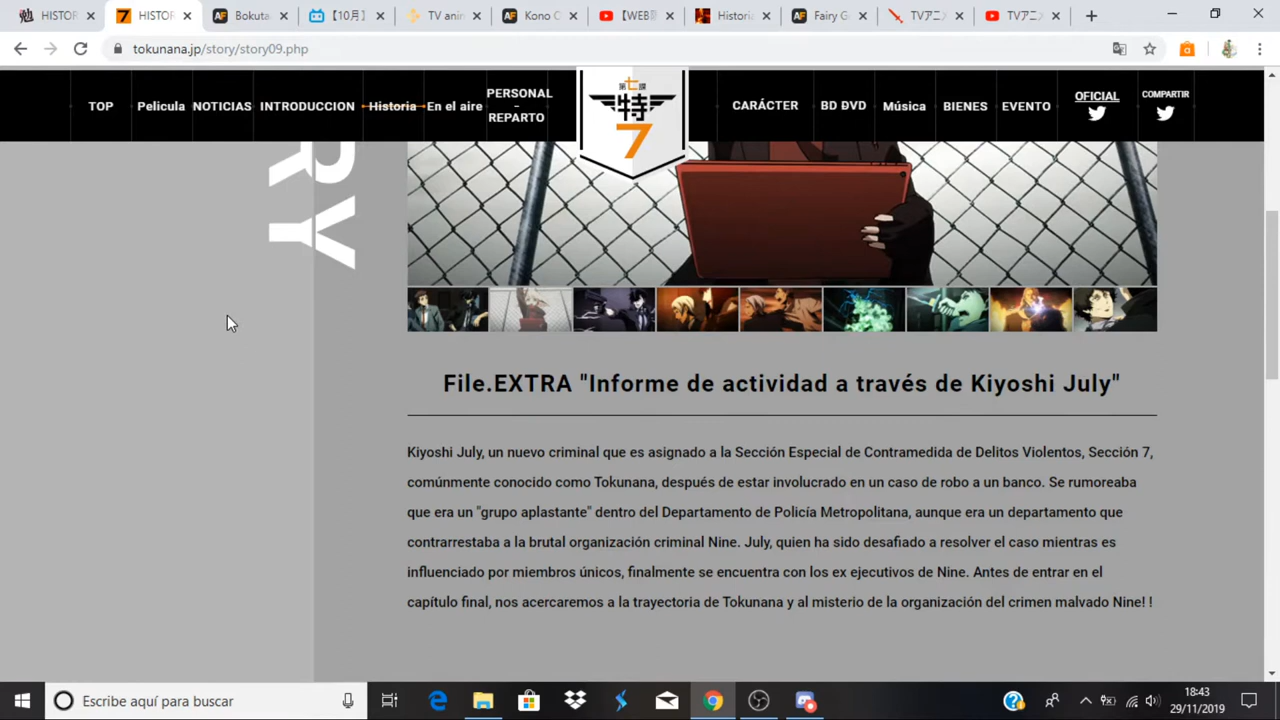 HISTOR
HISTOR
Bokuta
【10月】
TV anim
Kono C
【WEB
Historia
Fairy G
TVアニ
TVアニ
tokunana.jp/story/story09.php
TOP
Pelicula
NOTICIAS
INTRODUCCION
Historia
En el aire
PERSONAL
-
REPARTO
第七課
特
7
CARÁCTER
BD ĐVD
Música
BIENES
EVENTO
OFICIAL
COMPARTIR
RY
File.EXTRA "Informe de actividad a través de Kiyoshi July"
Kiyoshi July, un nuevo criminal que es asignado a la Sección Especial de Contramedida de Delitos Violentos, Sección 7,
comúnmente conocido como Tokunana, después de estar involucrado en un caso de robo a un banco. Se rumoreaba
que era un "grupo aplastante" dentro del Departamento de Policía Metropolitana, aunque era un departamento que
contrarrestaba a la brutal organización criminal Nine. July, quien ha sido desafiado a resolver el caso mientras es
influenciado por miembros únicos, finalmente se encuentra con los ex ejecutivos de Nine. Antes de entrar en el
capítulo final, nos acercaremos a la trayectoria de Tokunana y al misterio de la organización del crimen malvado Nine! !
Escribe aquí para buscar
18:43
29/11/2019